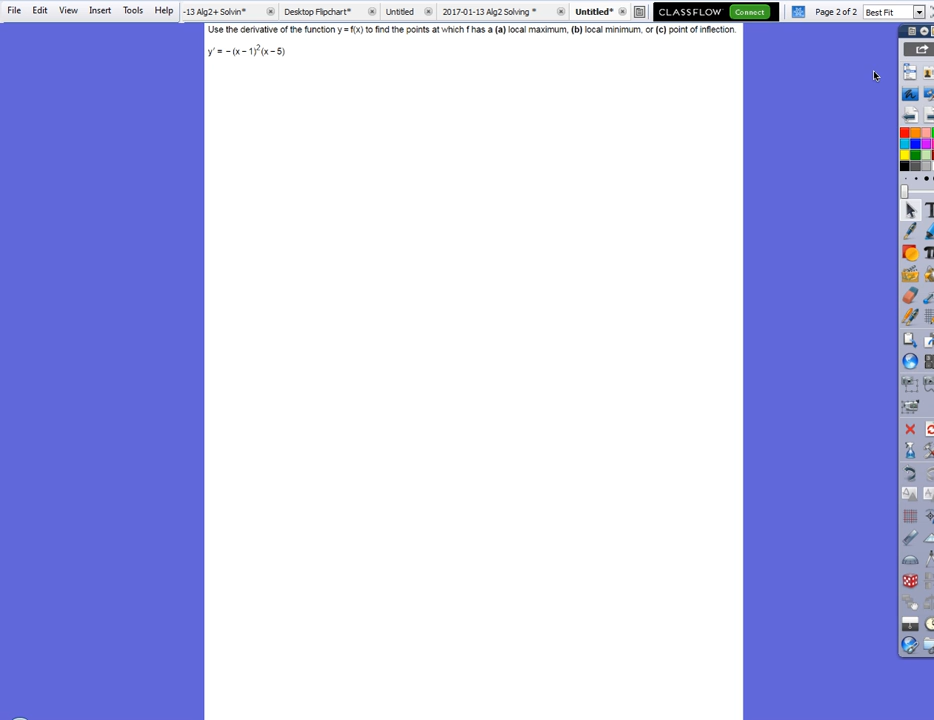 File Edit View Insert Tools Help -13 Alg2+ Solvin* Desktop Flipchart* Untitled 2017-01-13 Alg2 Solving * Untitled* CLASSFLOW Connect Page 2 of 2 Best Fit
Use the derivative of the function y = f(x) to find the points at which f has a (a) local maximum, (b) local minimum, or (c) point of inflection.
y′ = − (x − 1)²(x − 5)